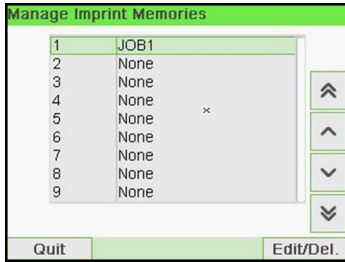 Manage Imprint Memories
1 JOB1
2 None
3 None
4 None
5 None
6 None
7 None
8 None
9 None
Quit Edit/Del.